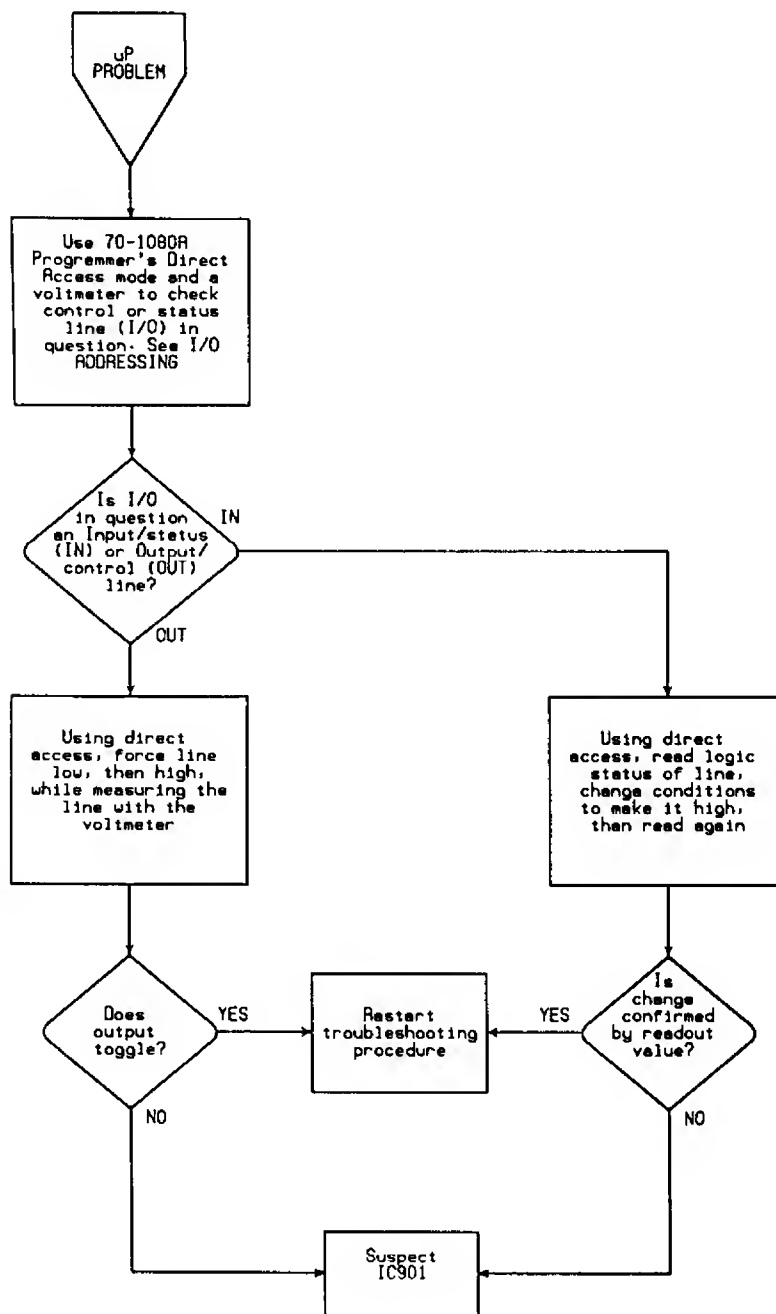 uP
PROBLEM
Use 70-1080A
Programmer's Direct
Access mode and a
voltmeter to check
control or status
line (I/O) in
question. See I/O
ADDRESSING
Is I/O
in question
an Input/status
(IN) or Output/
control (OUT)
line?
IN
OUT
Using direct
access, force line
low, then high,
while measuring the
line with the
voltmeter
Using direct
access, read logic
status of line,
change conditions
to make it high,
then read again
Does
output
toggle?
YES
Restart
troubleshooting
procedure
YES
Is
change
confirmed
by readout
value?
NO
NO
Suspect
IC901